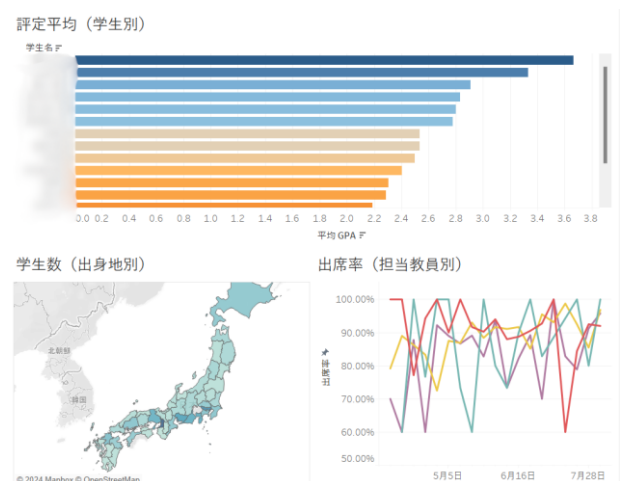 評定平均（学生別）
学生名
0.0 0.2 0.4 0.6 0.8 1.0 1.2 1.4 1.6 1.8 2.0 2.2 2.4 2.6 2.8 3.0 3.2 3.4 3.6 3.8
平均 GPA
学生数（出身地別）
北朝鮮
韓国
© 2024 Mapbox © OpenStreetMap
出席率（担当教員別）
100.00%
90.00%
80.00%
70.00%
60.00%
50.00%
出席率
5月5日 6月16日 7月28日